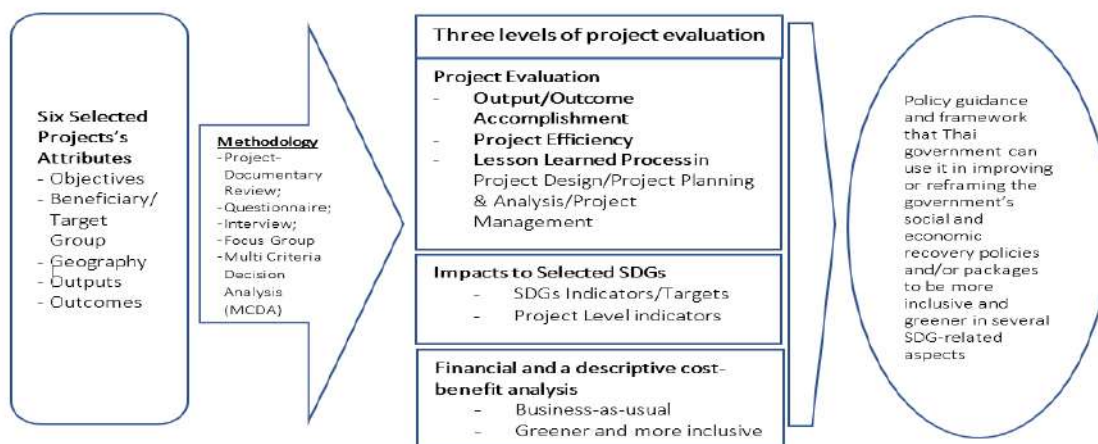 Six Selected
Projects's
Attributes
- Objectives
- Beneficiary/
Target
Group
- Geography
- Outputs
- Outcomes
Methodology
-Project-
Documentary
Review;
-Questionnaire;
-Interview;
-Focus Group
-Multi Criteria
Decision
Analysis
(MCDA)
Three levels of project evaluation
Project Evaluation
- Output/Outcome
Accomplishment
- Project Efficiency
- Lesson Learned Processin
Project Design/Project Planning
& Analysis/Project
Management
Impacts to Selected SDGs
- SDGs Indicators/Targets
- Project Level indicators
Financial and a descriptive cost-
benefit analysis
- Business-as-usual
- Greener and more inclusive
Policy guidance
and framework
that Thai
government can
use it in improving
or reframing the
government's
social and
economic
recovery policies
and/or packages
to be more
inclusive and
greener in several
SDG-related
aspects